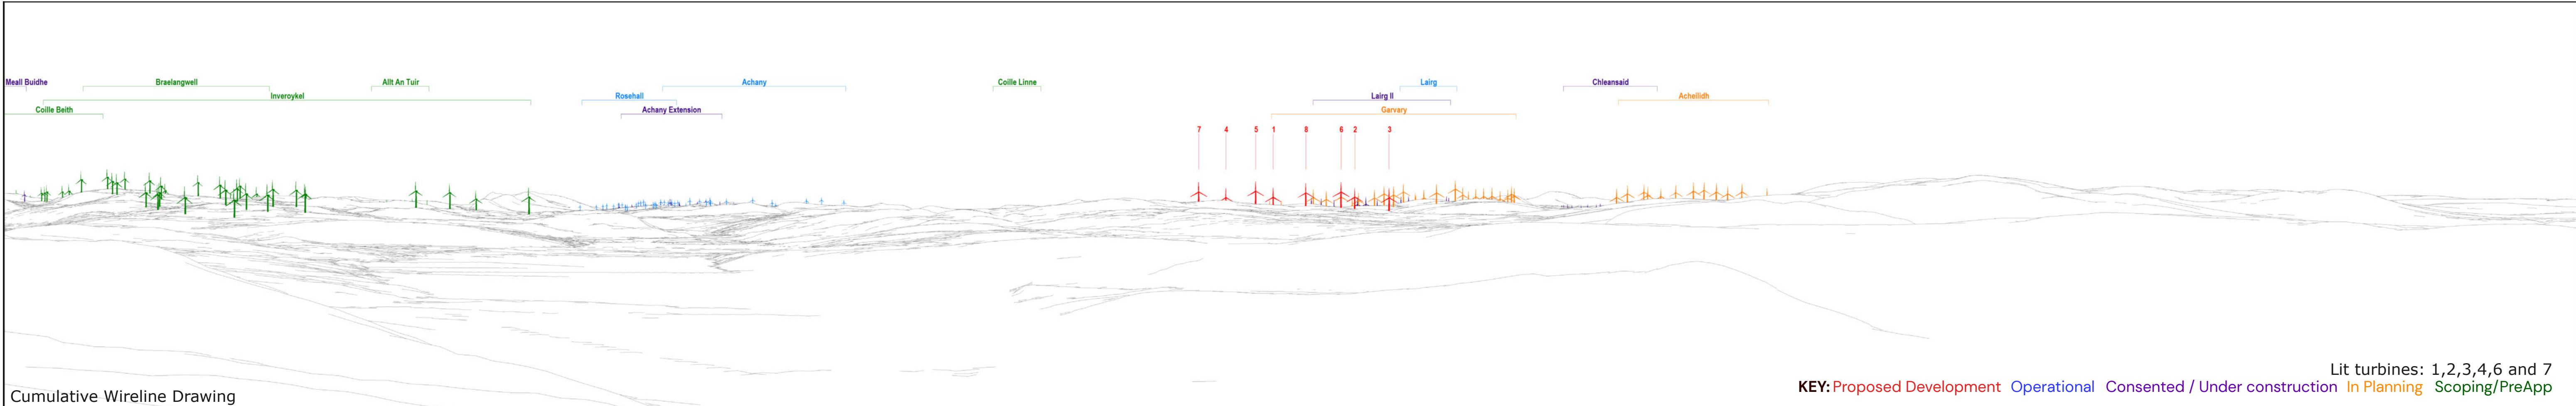 Meall Buidhe
Braelangwell
Allt An Tuir
Achany
Coille Linne
Lairg
Chleansaid
Inveroykel
Rosehall
Lairg II
Achallidh
Coille Beith
Achany Extension
Garvary
7 4 5 1 8 6 2 3
Lit turbines: 1,2,3,4,6 and 7
KEY: Proposed Development Operational Consented / Under construction In Planning Scoping/PreApp
Cumulative Wireline Drawing